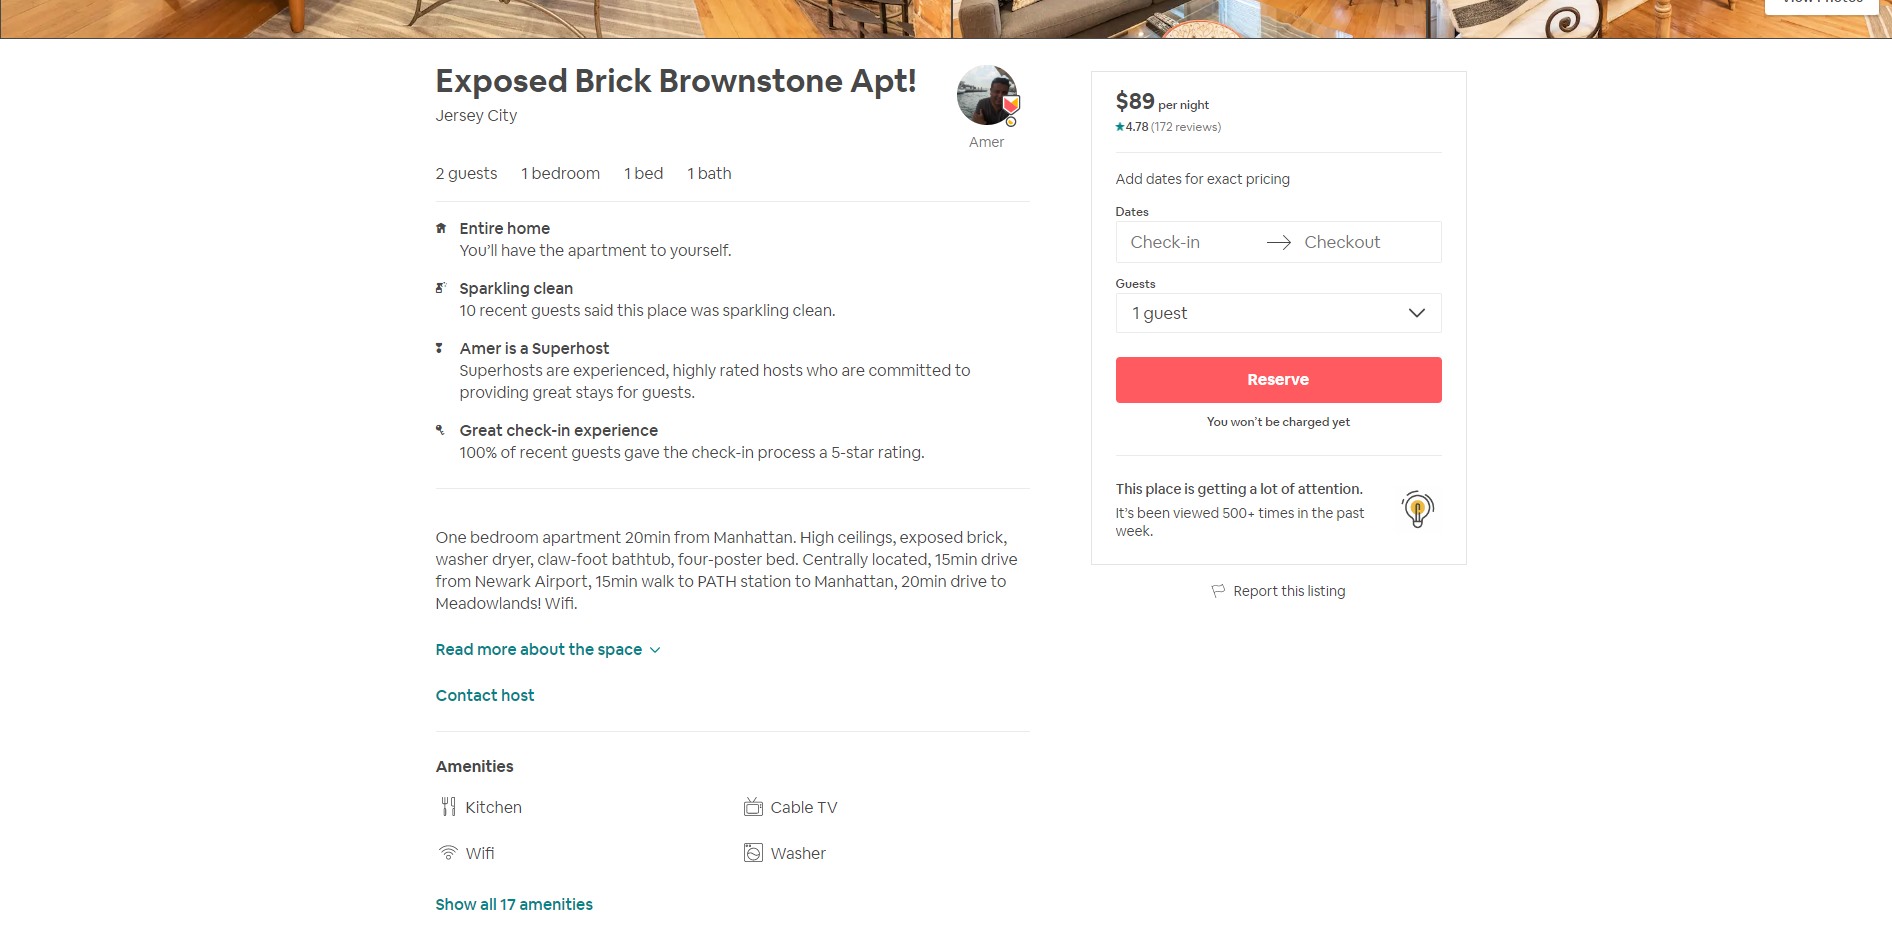 View Photos
Exposed Brick Brownstone Apt!
Jersey City
Amer
2 guests 1 bedroom 1 bed 1 bath
Entire home
You’ll have the apartment to yourself.
Sparkling clean
10 recent guests said this place was sparkling clean.
Amer is a Superhost
Superhosts are experienced, highly rated hosts who are committed to
providing great stays for guests.
Great check-in experience
100% of recent guests gave the check-in process a 5-star rating.
One bedroom apartment 20min from Manhattan. High ceilings, exposed brick,
washer dryer, claw-foot bathtub, four-poster bed. Centrally located, 15min drive
from Newark Airport, 15min walk to PATH station to Manhattan, 20min drive to
Meadowlands! Wifi.
Read more about the space
Contact host
Amenities
Kitchen Cable TV
Wifi Washer
Show all 17 amenities
$89 per night
★4.78 (172 reviews)
Add dates for exact pricing
Dates
Check-in → Checkout
Guests
1 guest
Reserve
You won’t be charged yet
This place is getting a lot of attention.
It’s been viewed 500+ times in the past
week.
Report this listing